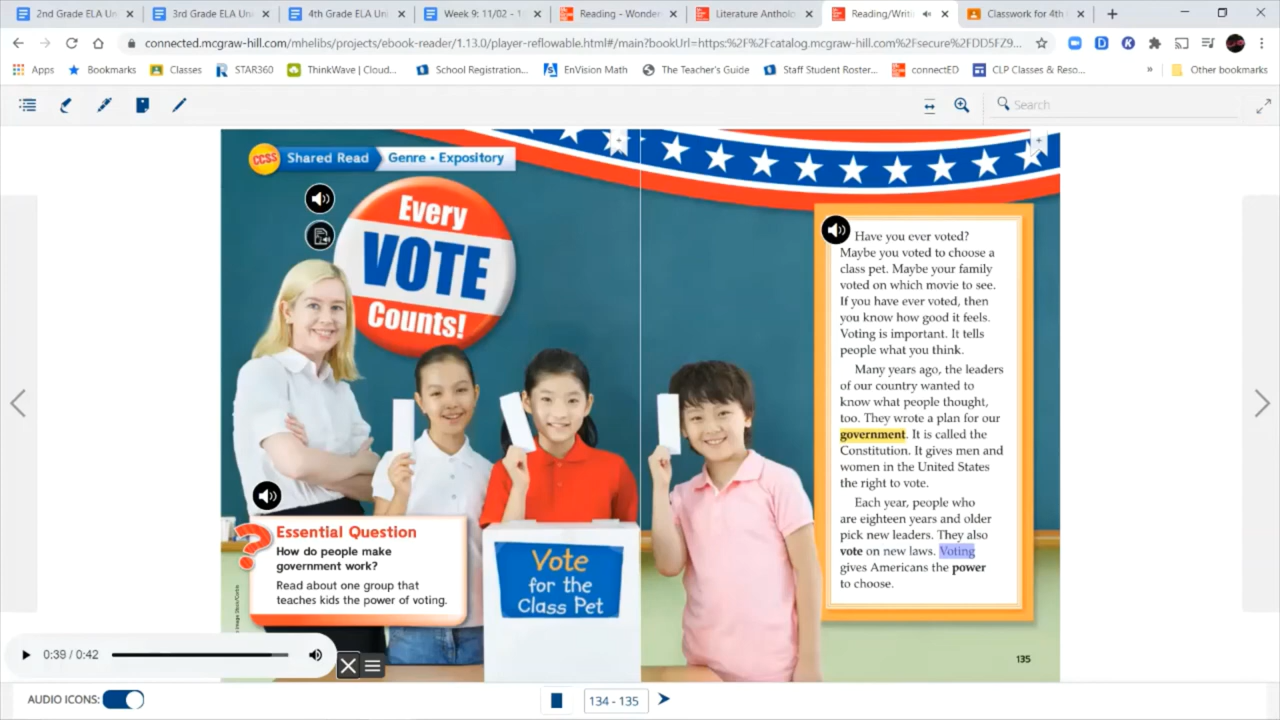 2nd Grade ELA Un
3rd Grade ELA Un
4th Grade ELA Un
Week 9: 11/02 - 1
Reading - Wonde
Literature Antholo
Reading/Writi
Classwork for 4th
connected.mcgraw-hill.com/mhelibs/projects/ebook-reader/1.13.0/player-reflowable.html#/main?bookUrl=https:%2F%2Fcatalog.mcgraw-hill.com%2Fsecure%2FDD5FZ9...
Apps
Bookmarks
Classes
STAR360
ThinkWave | Cloud...
School Registration...
EnVision Math
The Teacher's Guide
Staff Student Roster...
connectED
CLP Classes & Reso...
»
Other bookmarks
Search
CCSS Shared Read Genre • Expository
Every
VOTE
Counts!
Essential Question
How do people make
government work?
Read about one group that
teaches kids the power of voting.
Vote
for the
Class Pet
Have you ever voted?
Maybe you voted to choose a
class pet. Maybe your family
voted on which movie to see.
If you have ever voted, then
you know how good it feels.
Voting is important. It tells
people what you think.
Many years ago, the leaders
of our country wanted to
know what people thought,
too. They wrote a plan for our
government. It is called the
Constitution. It gives men and
women in the United States
the right to vote.
Each year, people who
are eighteen years and older
pick new leaders. They also
vote on new laws. Voting
gives Americans the power
to choose.
135
0:39 / 0:42
AUDIO ICONS:
134 - 135